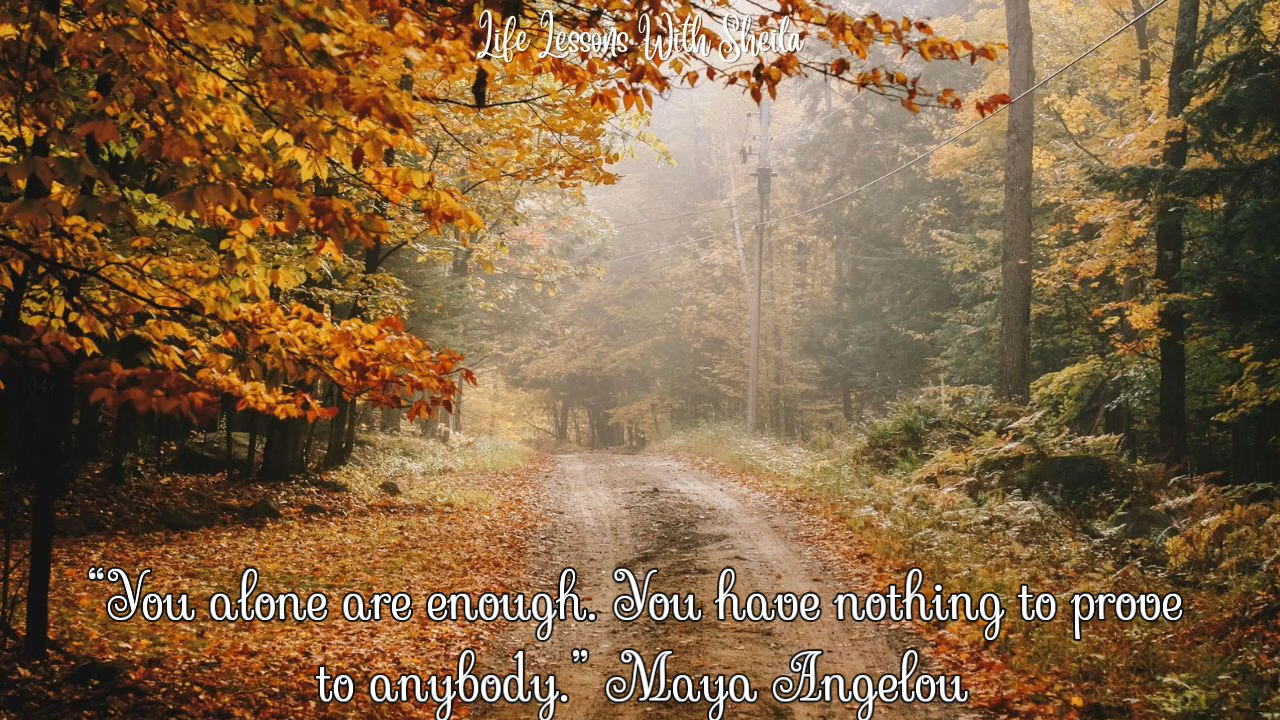 Life Lessons With Sheila
“You alone are enough. You have nothing to prove
to anybody.” Maya Angelou